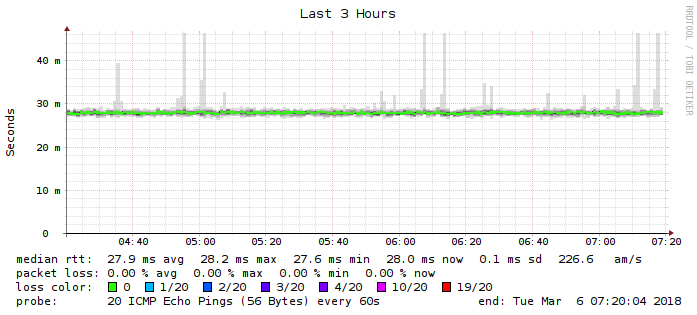 Last 3 Hours
RRDTOOL / TOBI OETIKER
Seconds
40 m
30 m
20 m
10 m
0
04:40 05:00 05:20 05:40 06:00 06:20 06:40 07:00 07:20
median rtt: 27.9 ms avg 28.2 ms max 27.6 ms min 28.0 ms now 0.1 ms sd 226.6 am/s
packet loss: 0.00 % avg 0.00 % max 0.00 % min 0.00 % now
loss color: 0 1/20 2/20 3/20 4/20 10/20 19/20
probe: 20 ICMP Echo Pings (56 Bytes) every 60s end: Tue Mar 6 07:20:04 2018